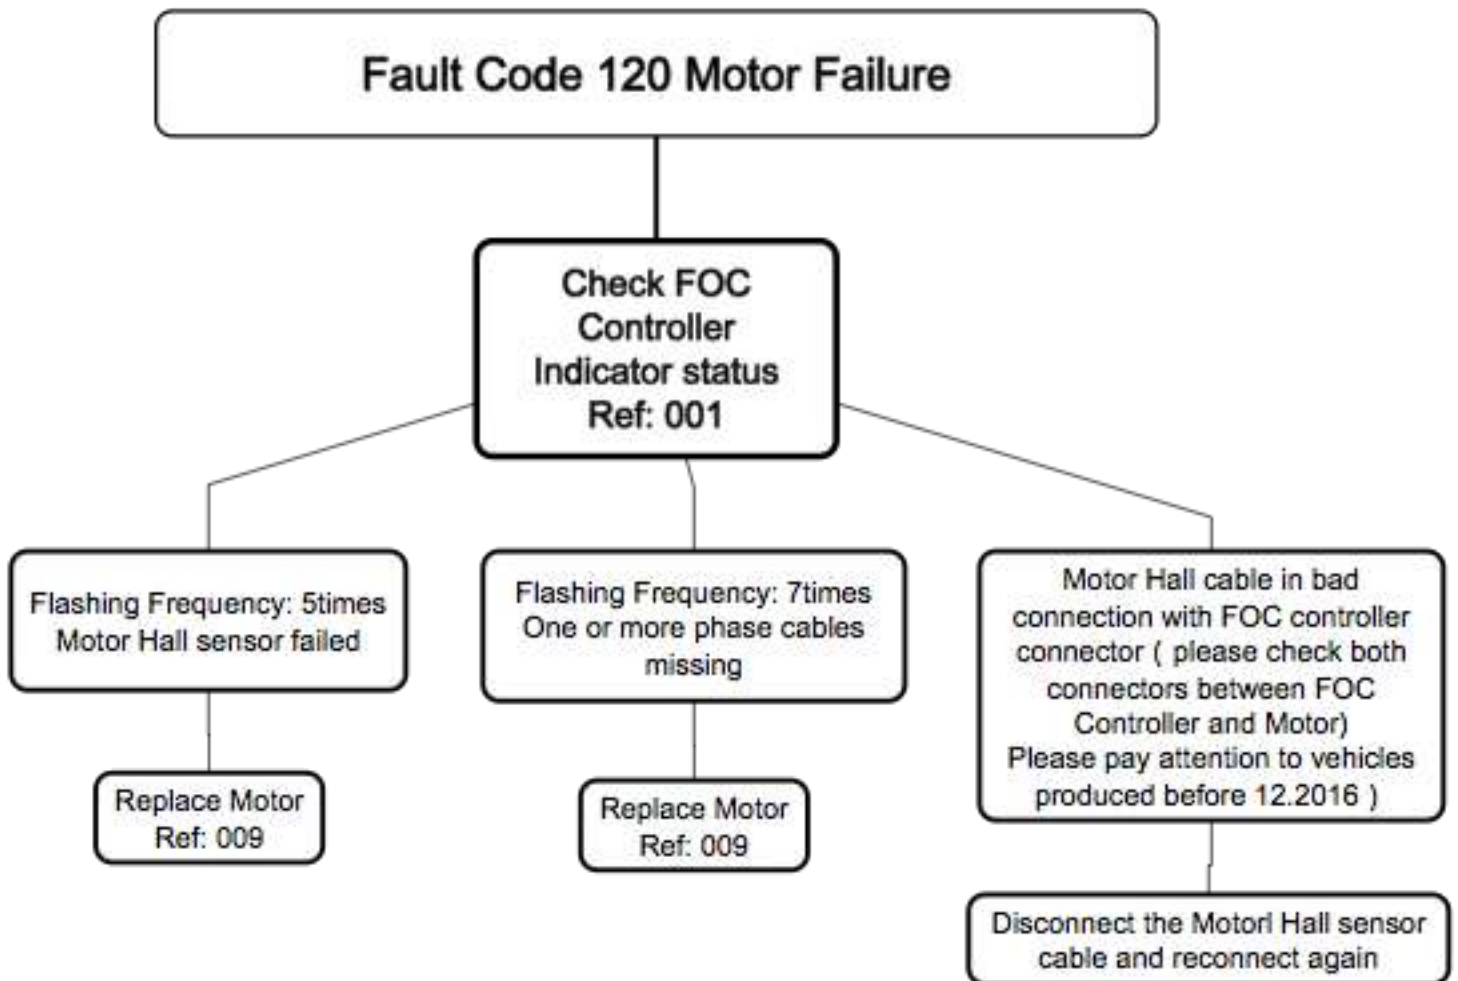 Fault Code 120 Motor Failure
Check FOC
Controller
Indicator status
Ref: 001
Flashing Frequency: 5times
Motor Hall sensor failed
Replace Motor
Ref: 009
Flashing Frequency: 7times
One or more phase cables
missing
Replace Motor
Ref: 009
Motor Hall cable in bad
connection with FOC controller
connector ( please check both
connectors between FOC
Controller and Motor)
Please pay attention to vehicles
produced before 12.2016 )
Disconnect the Motorl Hall sensor
cable and reconnect again